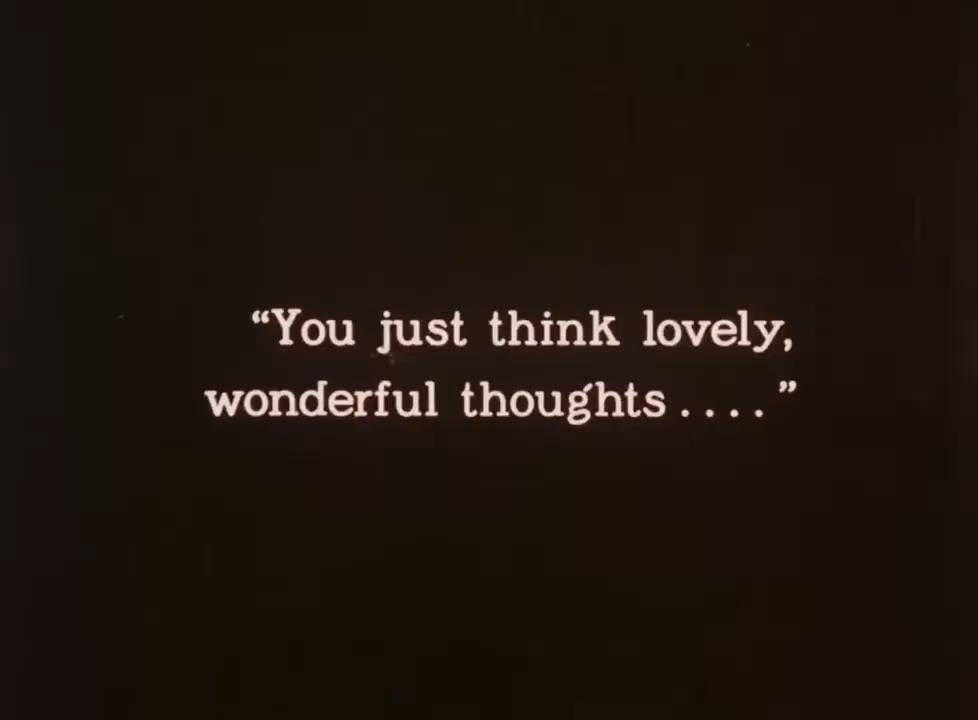 “You just think lovely,
wonderful thoughts . . . . ”